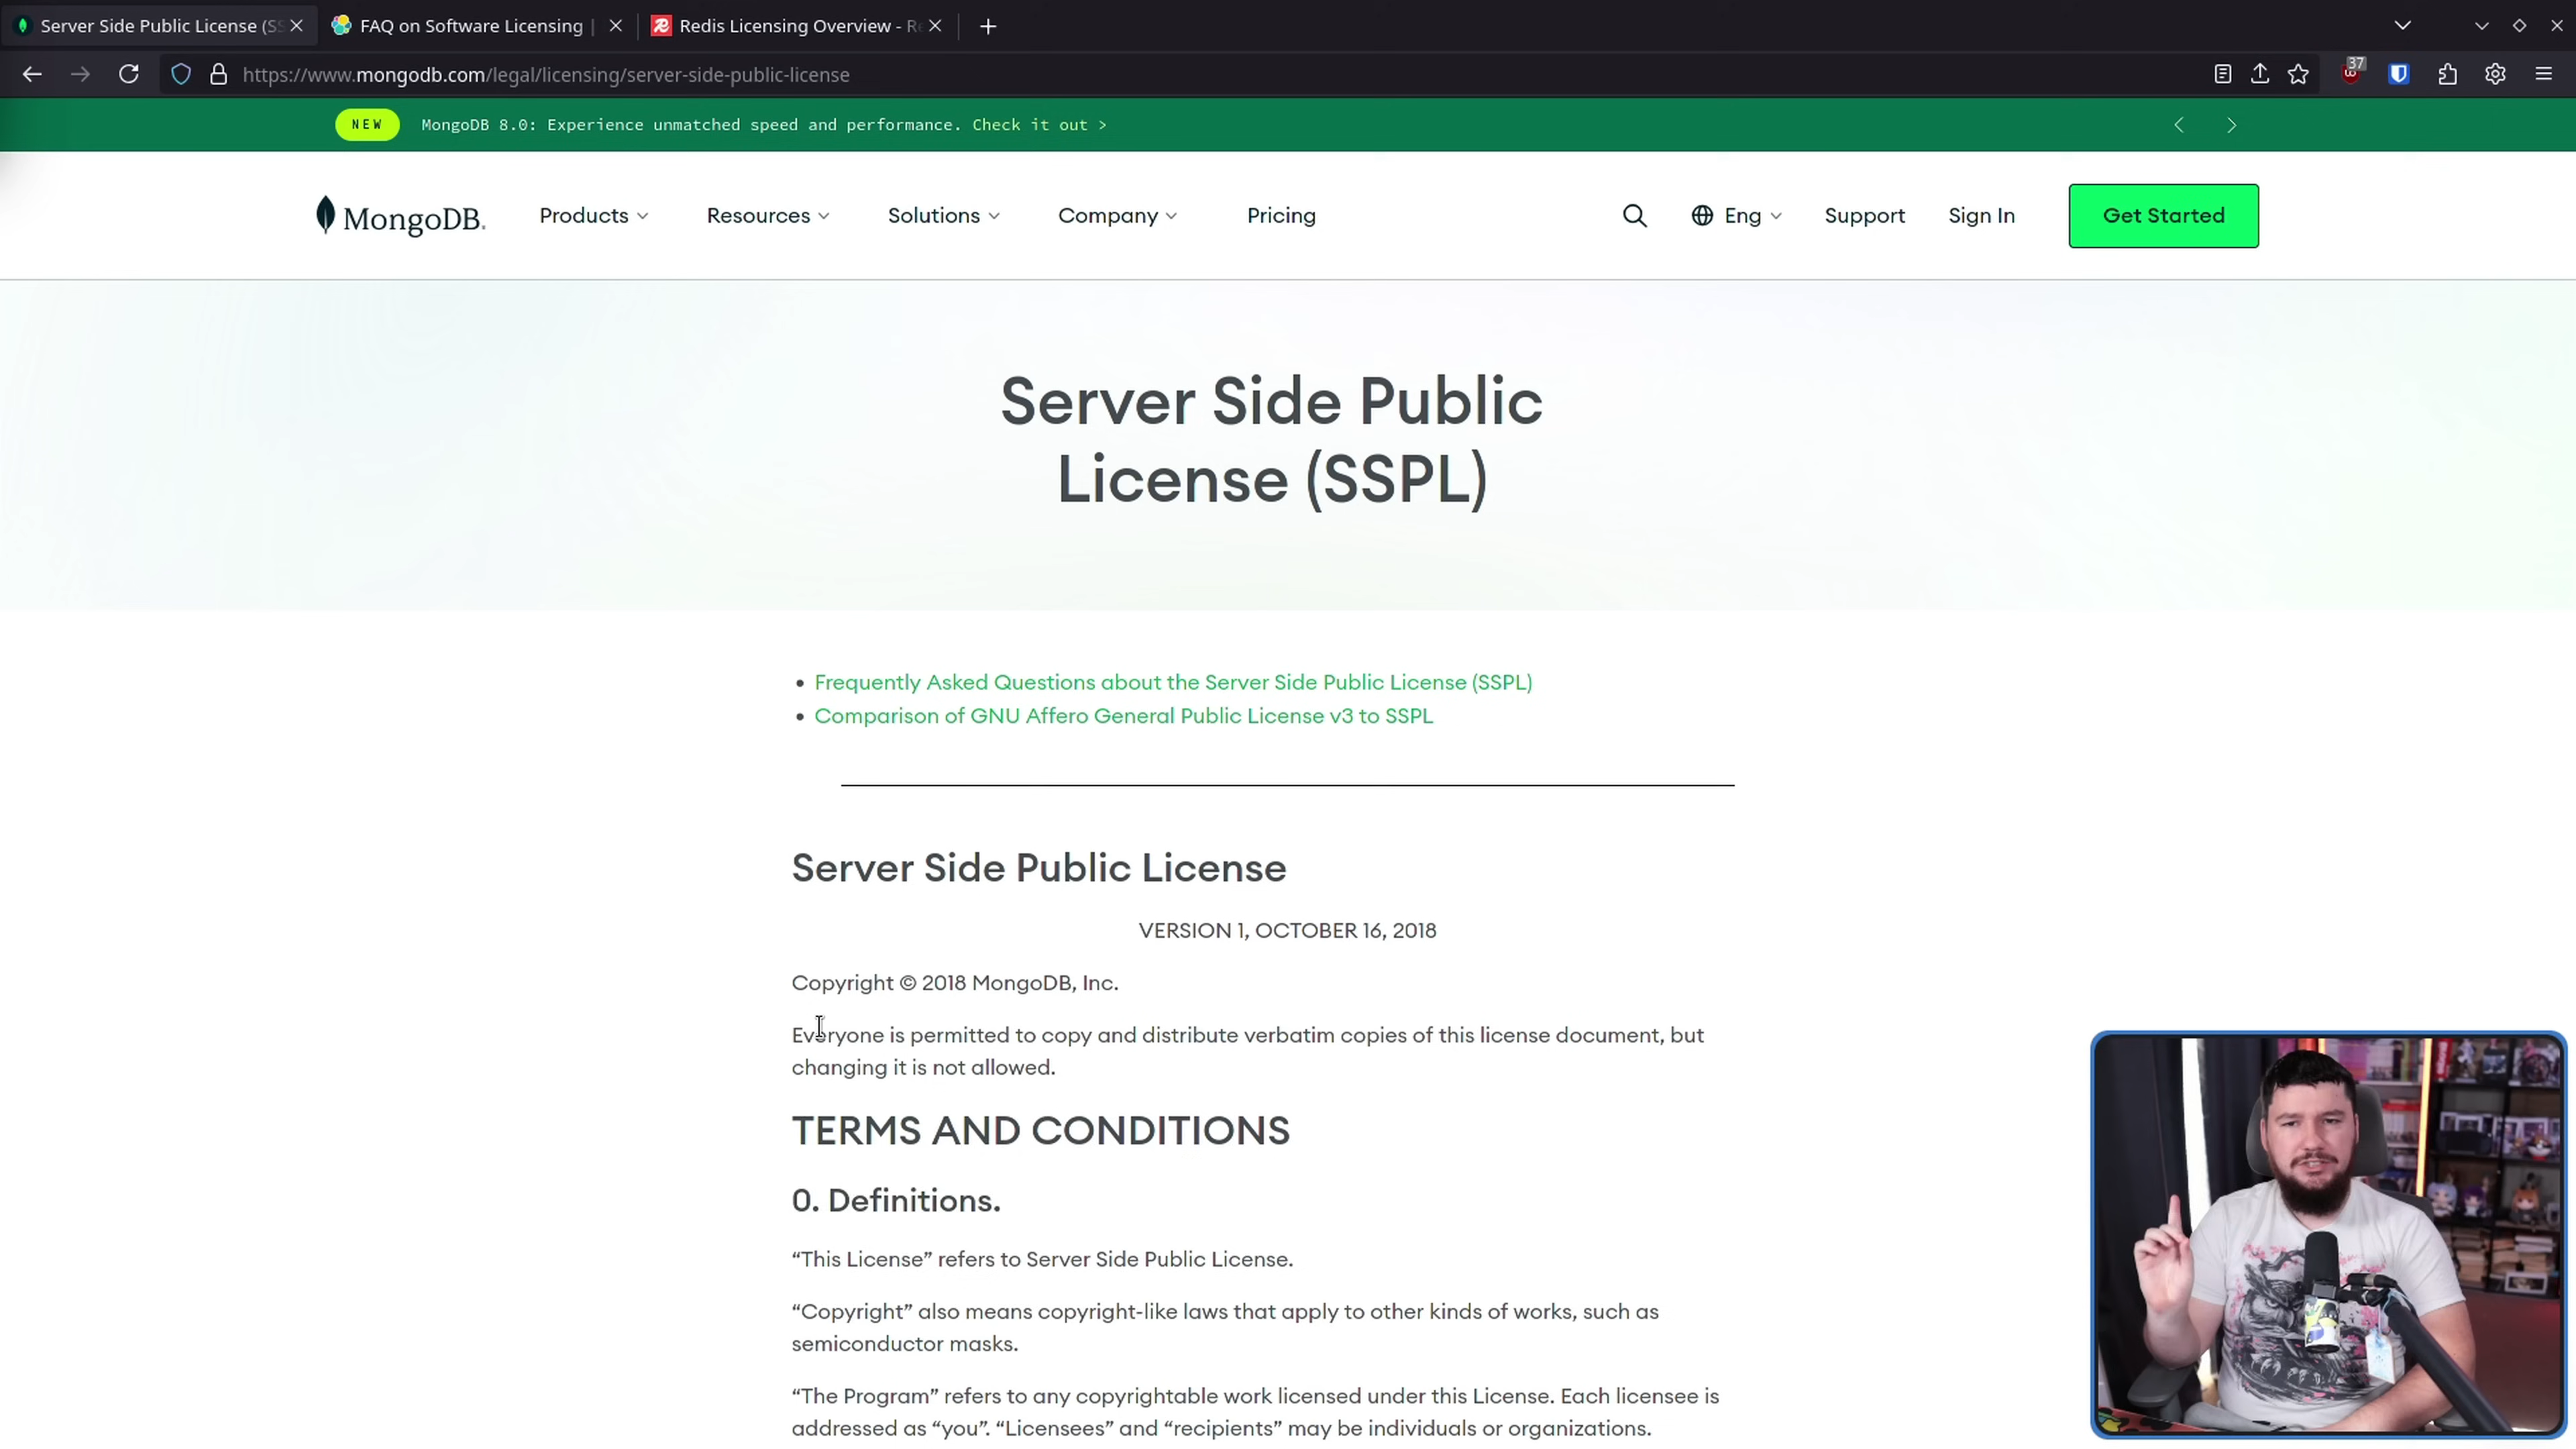 Server Side Public License (SS
FAQ on Software Licensing |
Redis Licensing Overview - Re
https://www.mongodb.com/legal/licensing/server-side-public-license
37
NEW MongoDB 8.0: Experience unmatched speed and performance. Check it out >
MongoDB. Products Resources Solutions Company Pricing Eng Support Sign In Get Started
Server Side Public
License (SSPL)
• Frequently Asked Questions about the Server Side Public License (SSPL)
• Comparison of GNU Affero General Public License v3 to SSPL
Server Side Public License
VERSION 1, OCTOBER 16, 2018
Copyright © 2018 MongoDB, Inc.
Everyone is permitted to copy and distribute verbatim copies of this license document, but
changing it is not allowed.
TERMS AND CONDITIONS
0. Definitions.
“This License” refers to Server Side Public License.
“Copyright” also means copyright-like laws that apply to other kinds of works, such as
semiconductor masks.
“The Program” refers to any copyrightable work licensed under this License. Each licensee is
addressed as “you”. “Licensees” and “recipients” may be individuals or organizations.